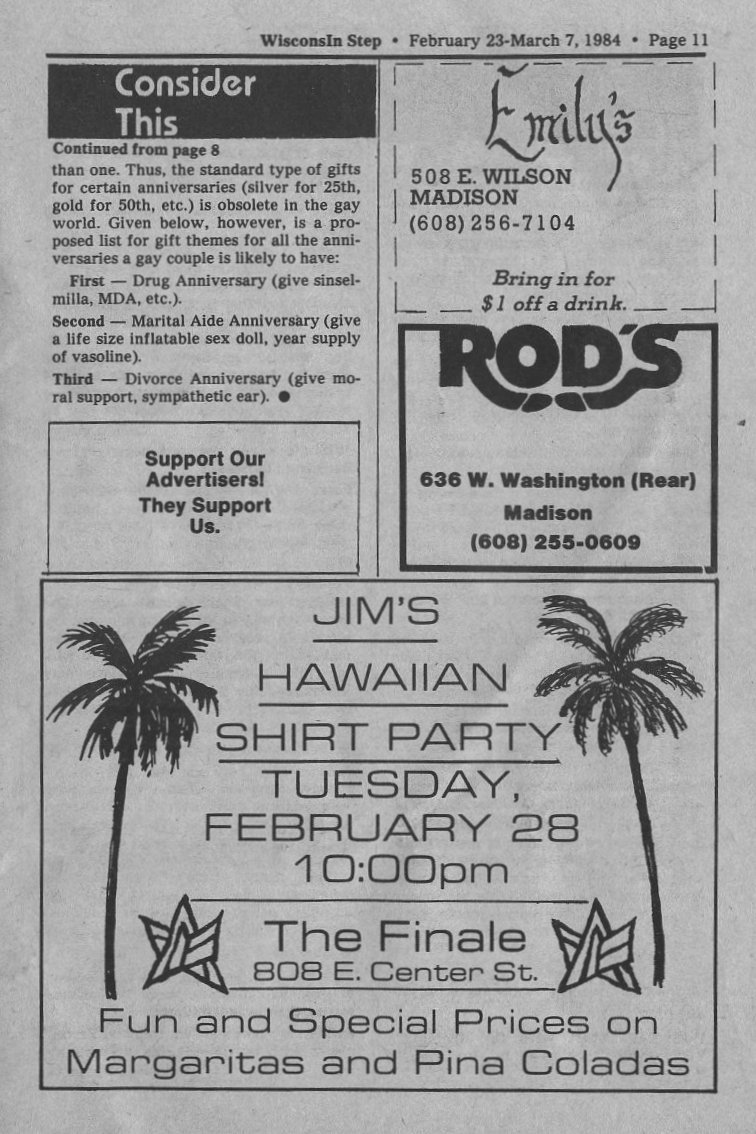 WisconsIn Step • February 23-March 7, 1984 • Page 11
Consider
This
Continued from page 8
than one. Thus, the standard type of gifts
for certain anniversaries (silver for 25th,
gold for 50th, etc.) is obsolete in the gay
world. Given below, however, is a pro-
posed list for gift themes for all the anni-
versaries a gay couple is likely to have:
First — Drug Anniversary (give sinsel-
milla, MDA, etc.).
Second — Marital Aide Anniversary (give
a life size inflatable sex doll, year supply
of vasoline).
Third — Divorce Anniversary (give mo-
ral support, sympathetic ear). ●
Support Our
Advertisers!
They Support
Us.
Emily's
508 E. WILSON
MADISON
(608) 256-7104
Bring in for
$1 off a drink.
ROD'S
636 W. Washington (Rear)
Madison
(608) 255-0609
JIM'S
HAWAIIAN
SHIRT PARTY
TUESDAY,
FEBRUARY 28
10:00pm
The Finale
808 E. Center St.
Fun and Special Prices on
Margaritas and Pina Coladas